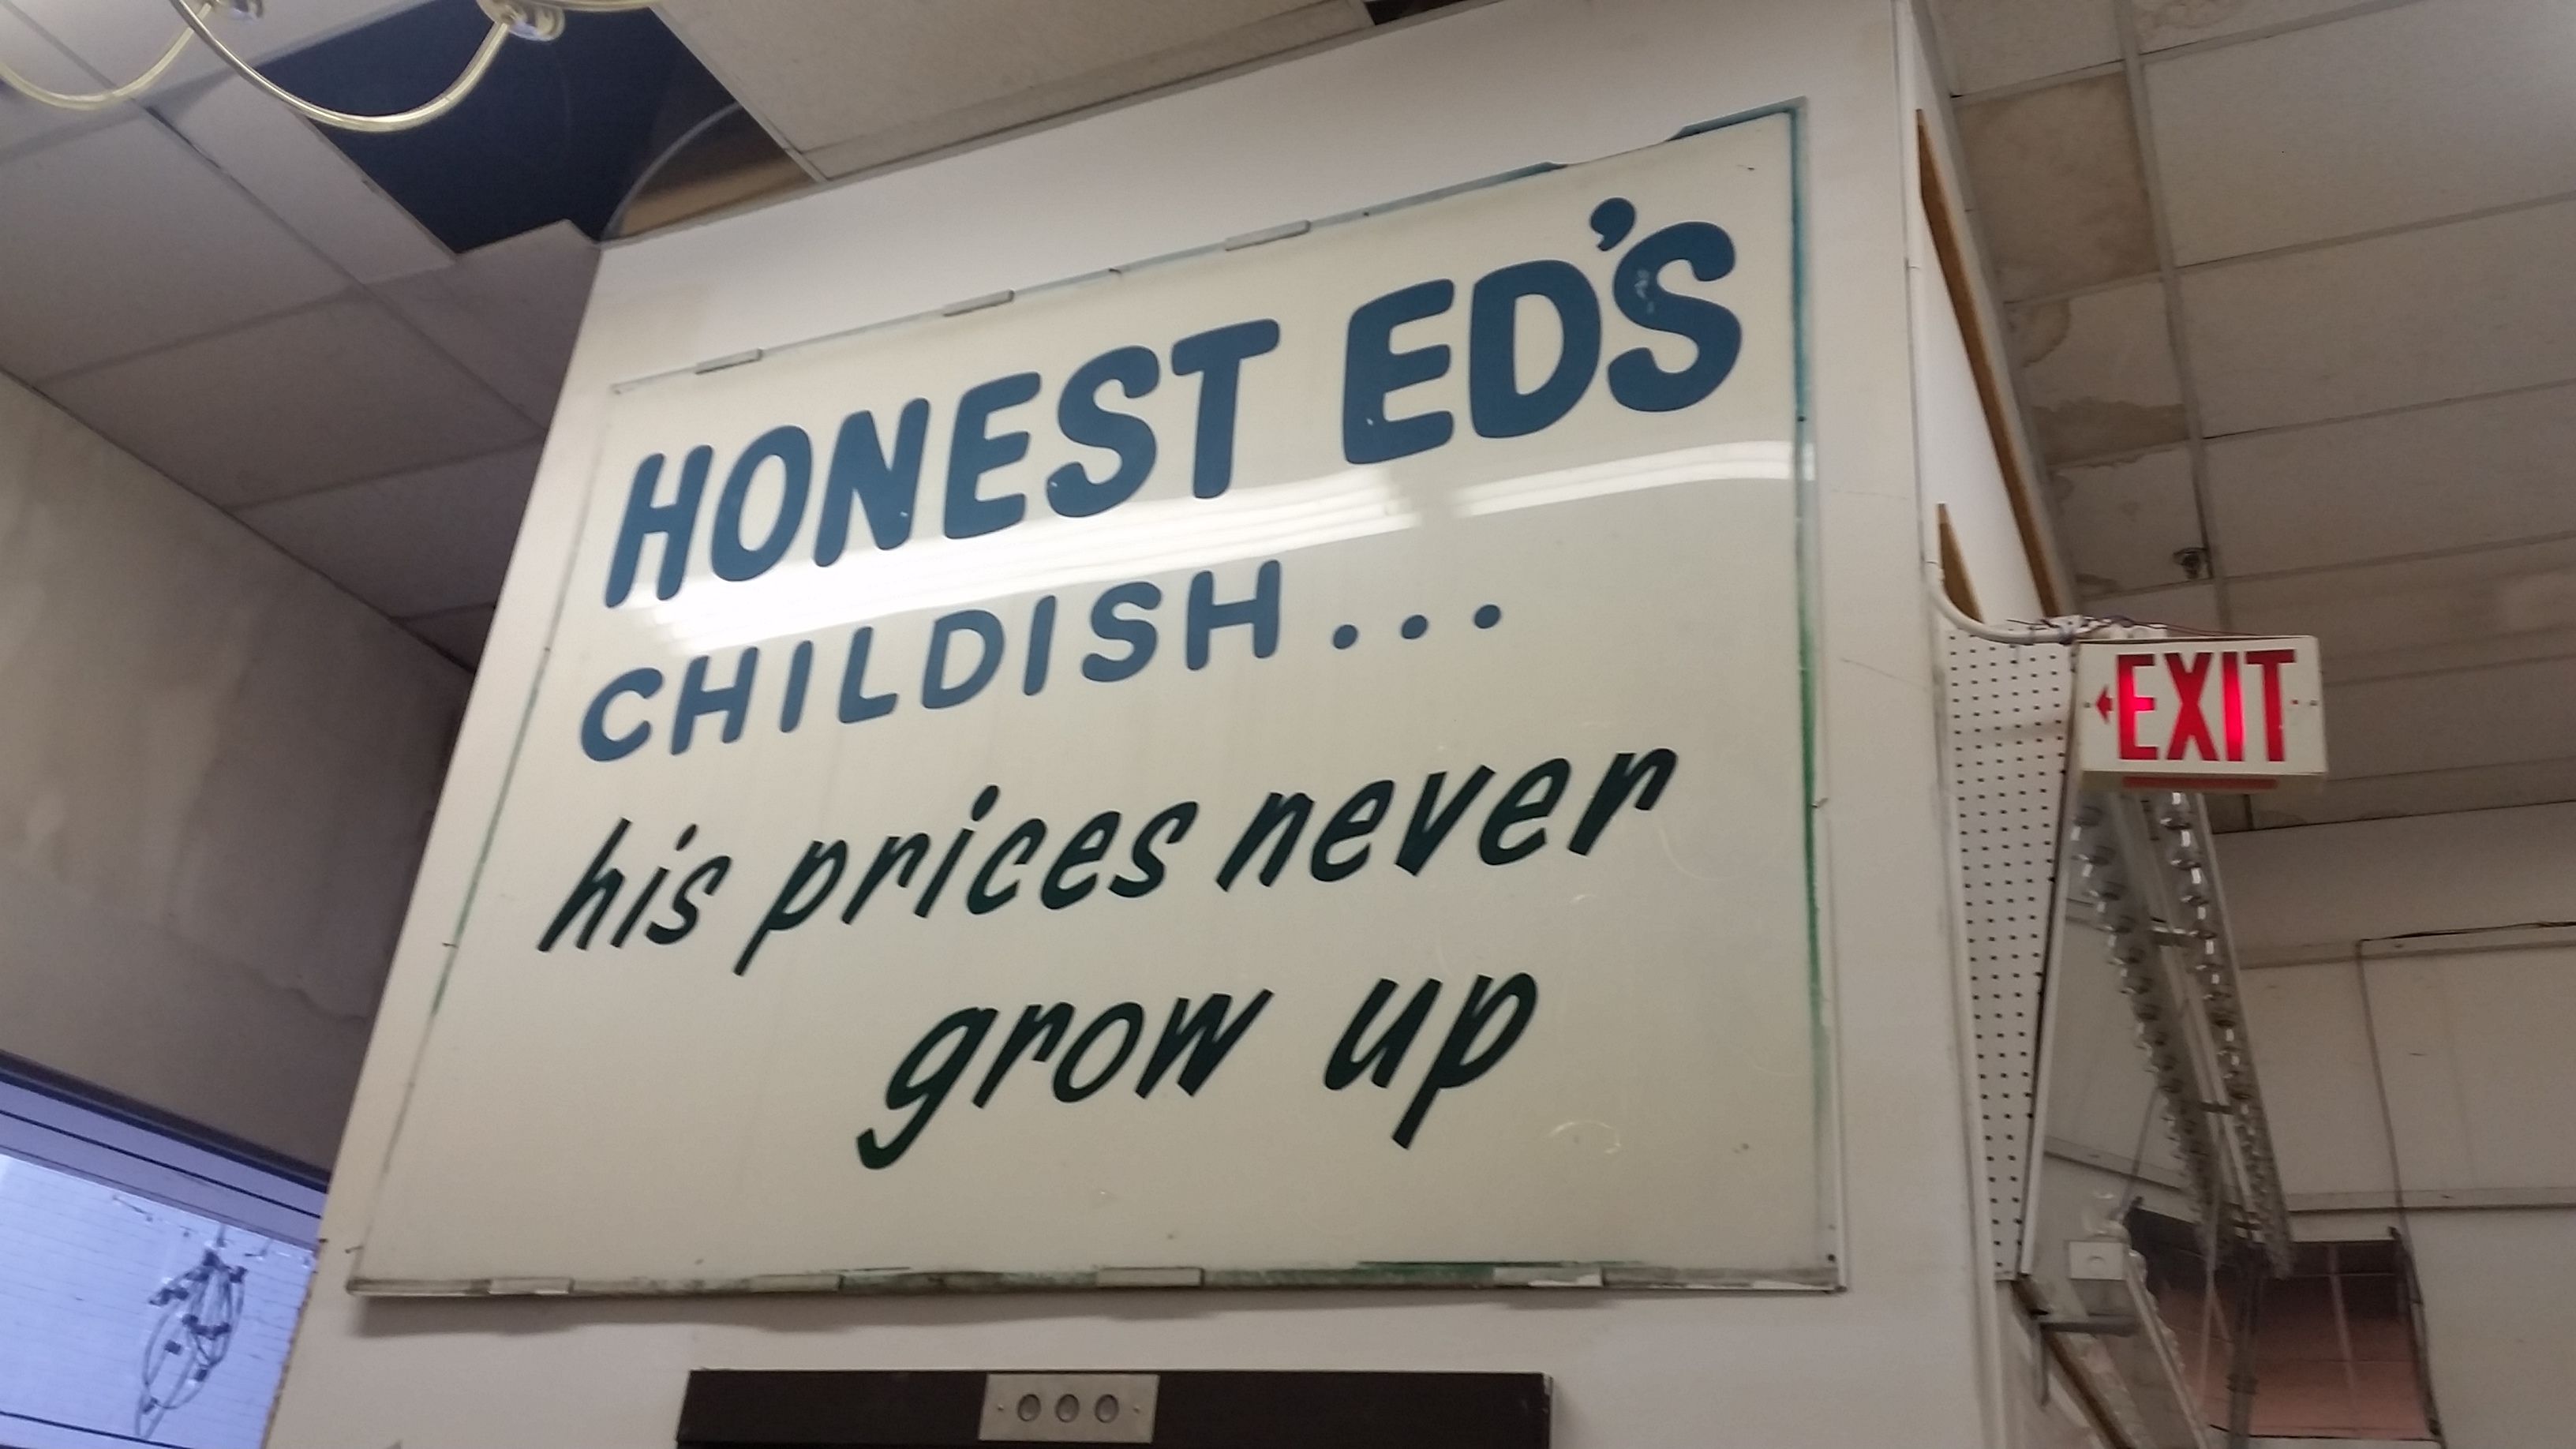 HONEST ED'S
CHILDISH...
his prices never
grow up
EXIT